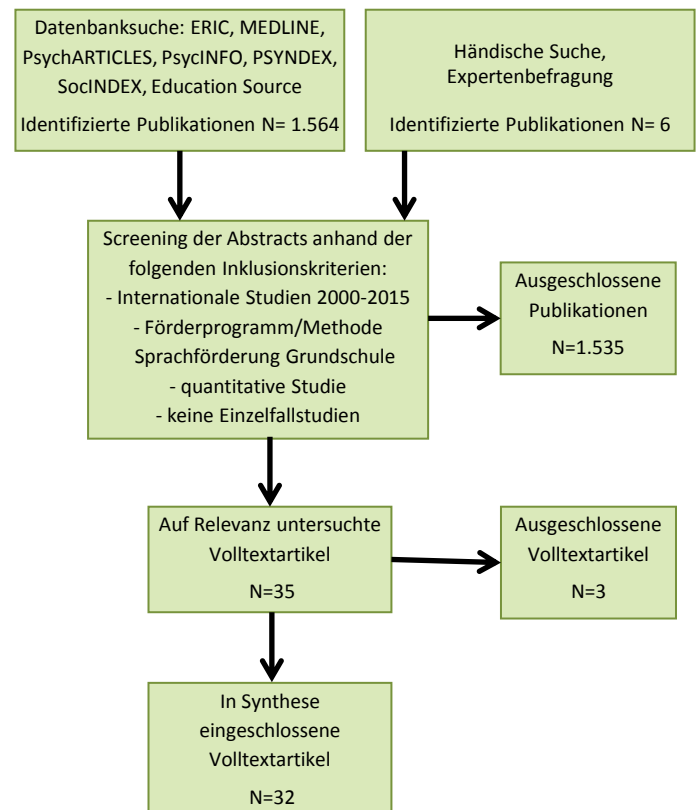 Datenbanksuche: ERIC, MEDLINE,
PsychARTICLES, PsycINFO, PSYNDEX,
SocINDEX, Education Source
Identifizierte Publikationen N= 1.564
Händische Suche,
Expertenbefragung
Identifizierte Publikationen N= 6
Screening der Abstracts anhand der
folgenden Inklusionskriterien:
- Internationale Studien 2000-2015
- Förderprogramm/Methode
Sprachförderung Grundschule
- quantitative Studie
- keine Einzelfallstudien
Ausgeschlossene
Publikationen
N=1.535
Auf Relevanz untersuchte
Volltextartikel
N=35
Ausgeschlossene
Volltextartikel
N=3
In Synthese
eingeschlossene
Volltextartikel
N=32